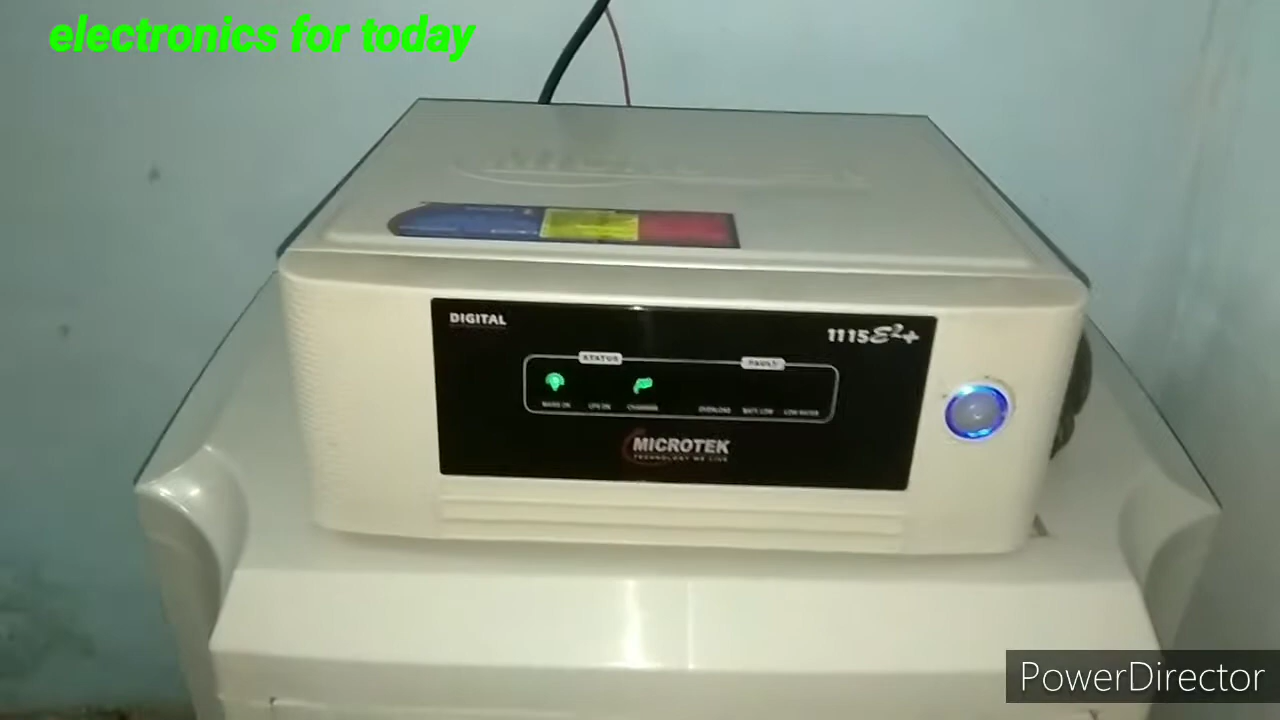 electronics for today
DIGITAL
1115E²+
STATUS
FAULT
MAINS ON
UPS ON
CHARGING
OVERLOAD
BATT. LOW
LOW WATER
MICROTEK
TECHNOLOGY WE LIVE
PowerDirector